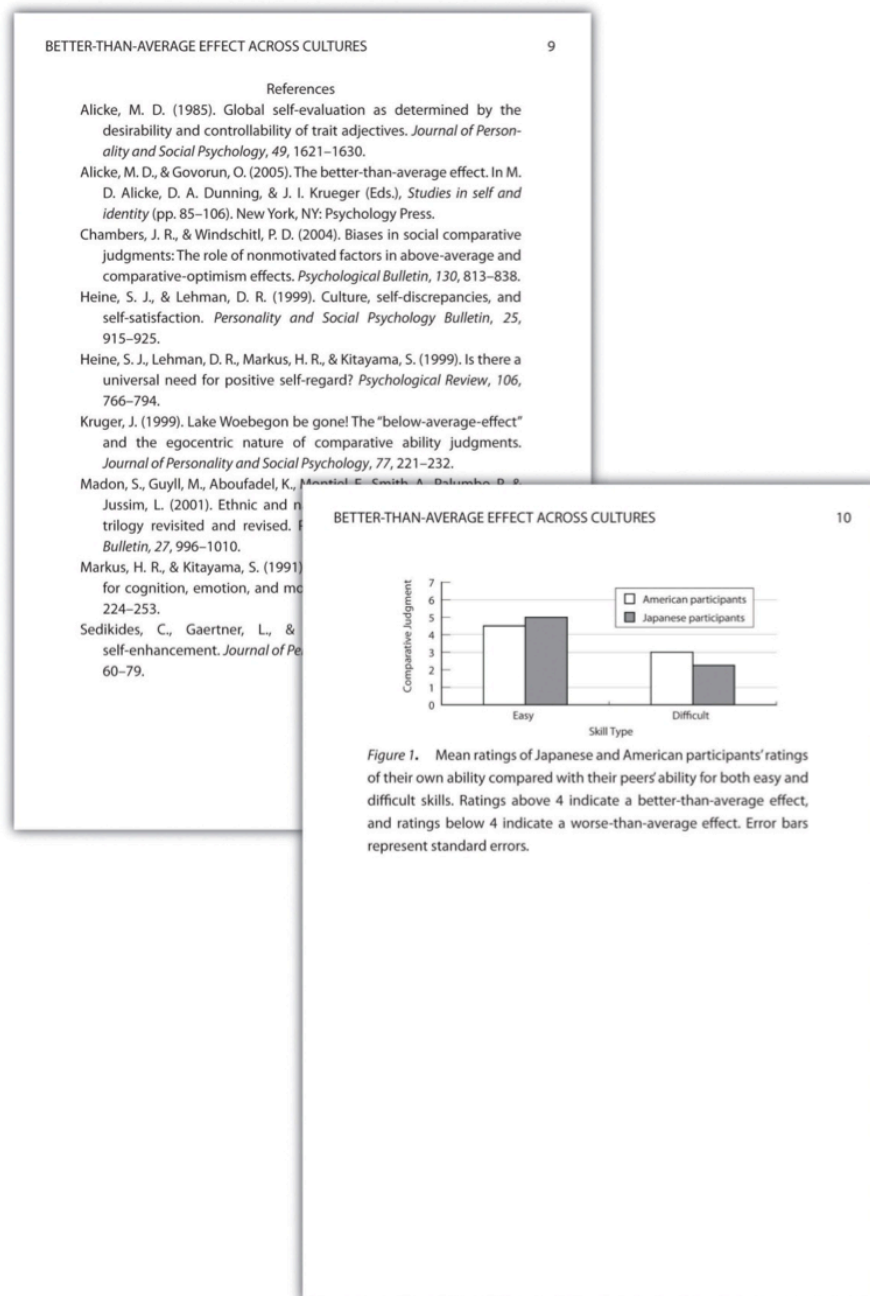 BETTER-THAN-AVERAGE EFFECT ACROSS CULTURES 9
References
Alicke, M. D. (1985). Global self-evaluation as determined by the
desirability and controllability of trait adjectives. Journal of Person-
ality and Social Psychology, 49, 1621–1630.
Alicke, M. D., & Govorun, O. (2005). The better-than-average effect. In M.
D. Alicke, D. A. Dunning, & J. I. Krueger (Eds.), Studies in self and
identity (pp. 85–106). New York, NY: Psychology Press.
Chambers, J. R., & Windschitl, P. D. (2004). Biases in social comparative
judgments: The role of nonmotivated factors in above-average and
comparative-optimism effects. Psychological Bulletin, 130, 813–838.
Heine, S. J., & Lehman, D. R. (1999). Culture, self-discrepancies, and
self-satisfaction. Personality and Social Psychology Bulletin, 25,
915–925.
Heine, S. J., Lehman, D. R., Markus, H. R., & Kitayama, S. (1999). Is there a
universal need for positive self-regard? Psychological Review, 106,
766–794.
Kruger, J. (1999). Lake Woebegon be gone! The "below-average-effect"
and the egocentric nature of comparative ability judgments.
Journal of Personality and Social Psychology, 77, 221–232.
Madon, S., Guyll, M., Aboufadel, K., Montiel, E., Smith, A., Palumbo, P., &
Jussim, L. (2001). Ethnic and
trilogy revisited and revised.
Bulletin, 27, 996–1010.
Markus, H. R., & Kitayama, S. (1991)
for cognition, emotion, and
224–253.
Sedikides, C., Gaertner, L., &
self-enhancement. Journal of
60–79.
BETTER-THAN-AVERAGE EFFECT ACROSS CULTURES 10
Comparative Judgment
7
6
5
4
3
2
1
0
American participants
Japanese participants
Easy Difficult
Skill Type
Figure 1. Mean ratings of Japanese and American participants' ratings
of their own ability compared with their peers' ability for both easy and
difficult skills. Ratings above 4 indicate a better-than-average effect,
and ratings below 4 indicate a worse-than-average effect. Error bars
represent standard errors.